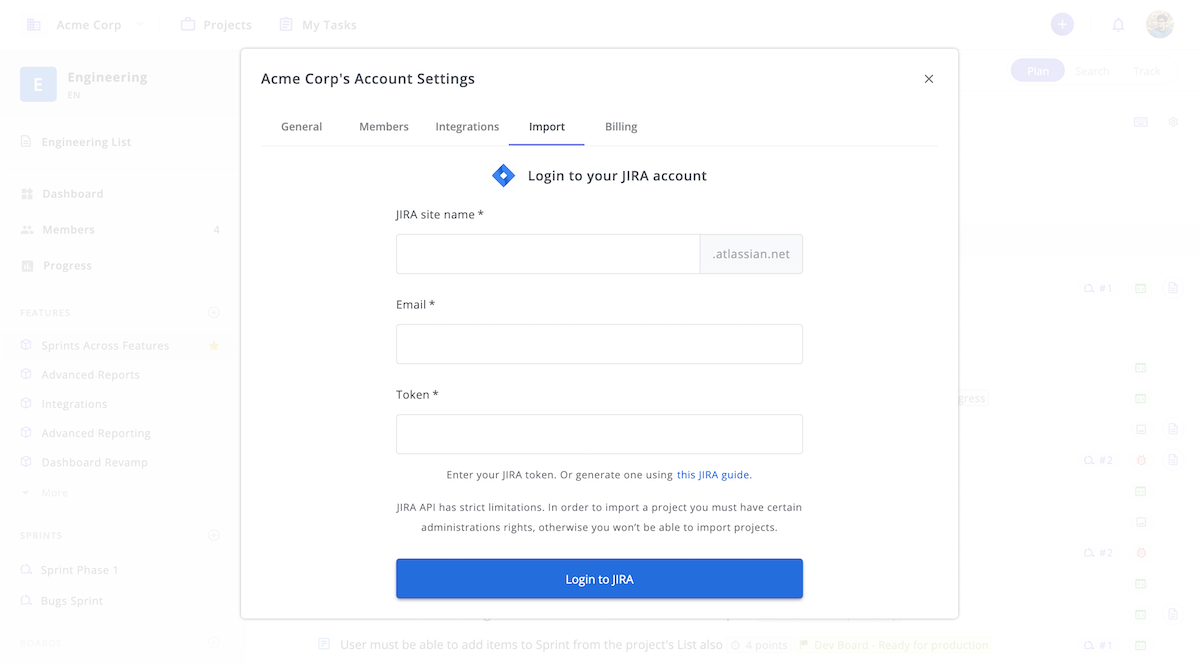 Acme Corp
Projects
My Tasks
E
Engineering
EN
Plan
Search
Track
Engineering List
Dashboard
Members
4
Progress
FEATURES
Sprints Across Features
Advanced Reports
Integrations
Advanced Reporting
Dashboard Revamp
More
SPRINTS
Sprint Phase 1
Bugs Sprint
BOARDS
Acme Corp's Account Settings
General
Members
Integrations
Import
Billing
Login to your JIRA account
JIRA site name *
.atlassian.net
Email *
Token *
Enter your JIRA token. Or generate one using this JIRA guide.
JIRA API has strict limitations. In order to import a project you must have certain
administrations rights, otherwise you won't be able to import projects.
Login to JIRA
#1
gress
#2
#2
User must be able to add items to Sprint from the project's List also
4 points
Dev Board - Ready for production
#1